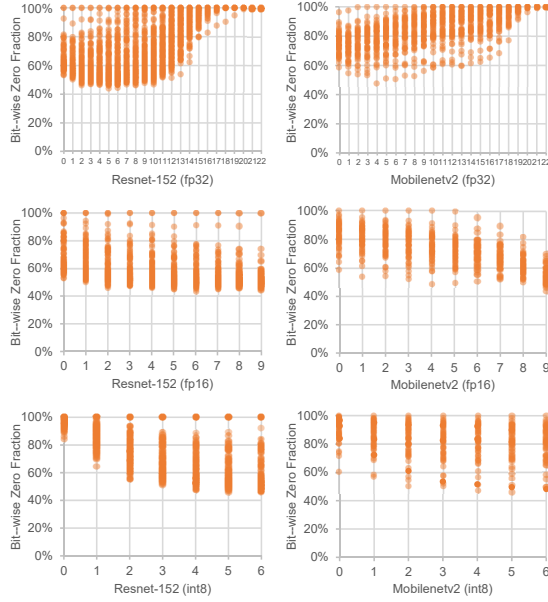 100%
80%
60%
40%
20%
0%
Bit--wise Zero Fraction
0 1 2 3 4 5 6 7 8 9 10 11 12 13 14 15 16 17 18 19 20 21 22
Resnet-152 (fp32)
100%
80%
60%
40%
20%
0%
Bit--wise Zero Fraction
0 1 2 3 4 5 6 7 8 9 10 11 12 13 14 15 16 17 18 19 20 21 22
Mobilenetv2 (fp32)
100%
80%
60%
40%
20%
0%
Bit--wise Zero Fraction
0 1 2 3 4 5 6 7 8 9
Resnet-152 (fp16)
100%
80%
60%
40%
20%
0%
Bit--wise Zero Fraction
0 1 2 3 4 5 6 7 8 9
Mobilenetv2 (fp16)
100%
80%
60%
40%
20%
0%
Bit--wise Zero Fraction
0 1 2 3 4 5 6
Resnet-152 (int8)
100%
80%
60%
40%
20%
0%
Bit--wise Zero Fraction
0 1 2 3 4 5 6
Mobilenetv2 (int8)